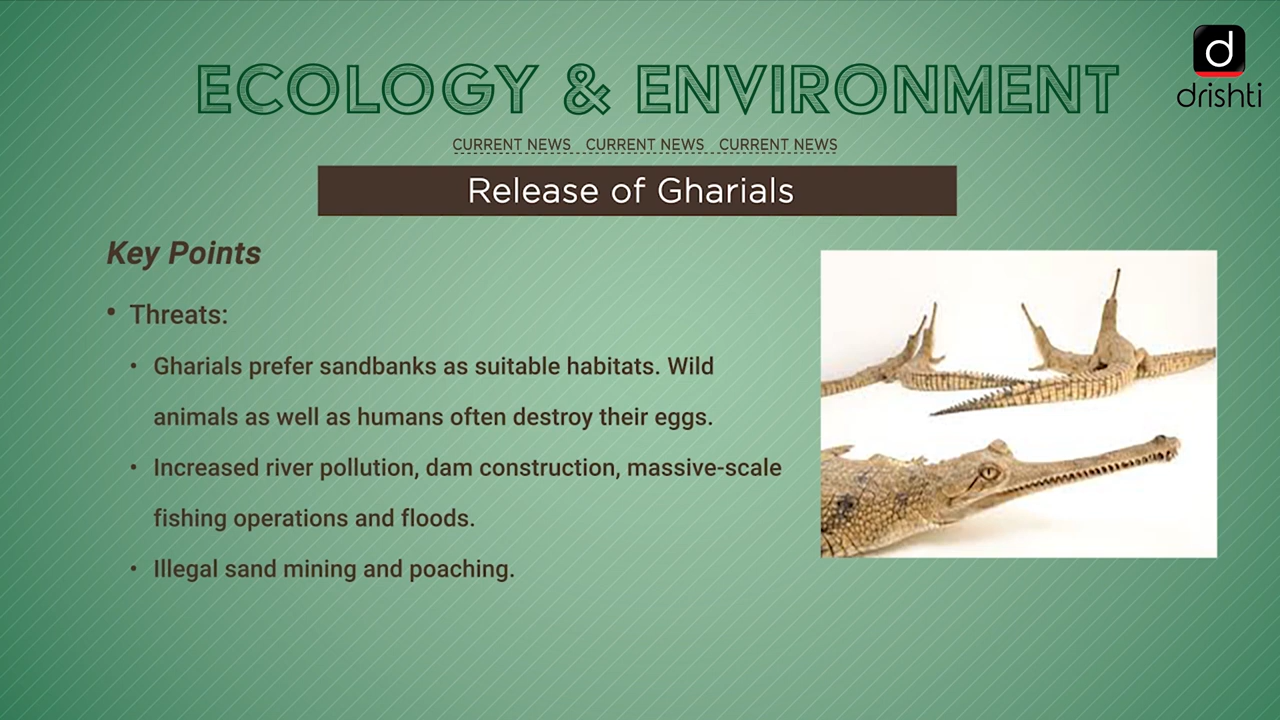 ECOLOGY & ENVIRONMENT
d
drishti
CURRENT NEWS CURRENT NEWS CURRENT NEWS
Release of Gharials
Key Points
• Threats:
• Gharials prefer sandbanks as suitable habitats. Wild
animals as well as humans often destroy their eggs.
• Increased river pollution, dam construction, massive-scale
fishing operations and floods.
• Illegal sand mining and poaching.